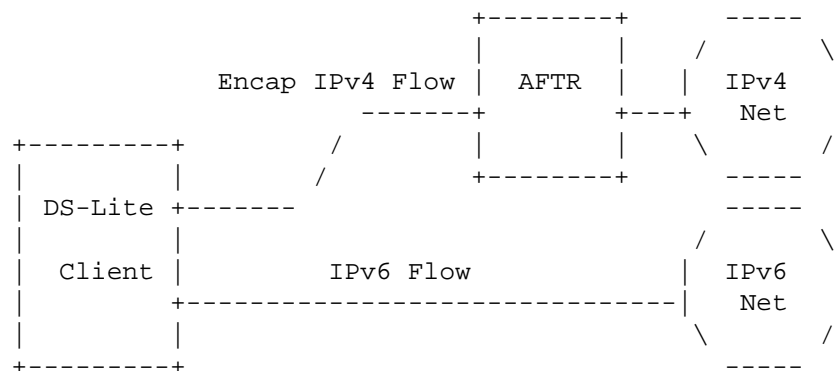 Encap IPv4 Flow AFTR IPv4
Net
DS-Lite
Client IPv6 Flow IPv6
Net